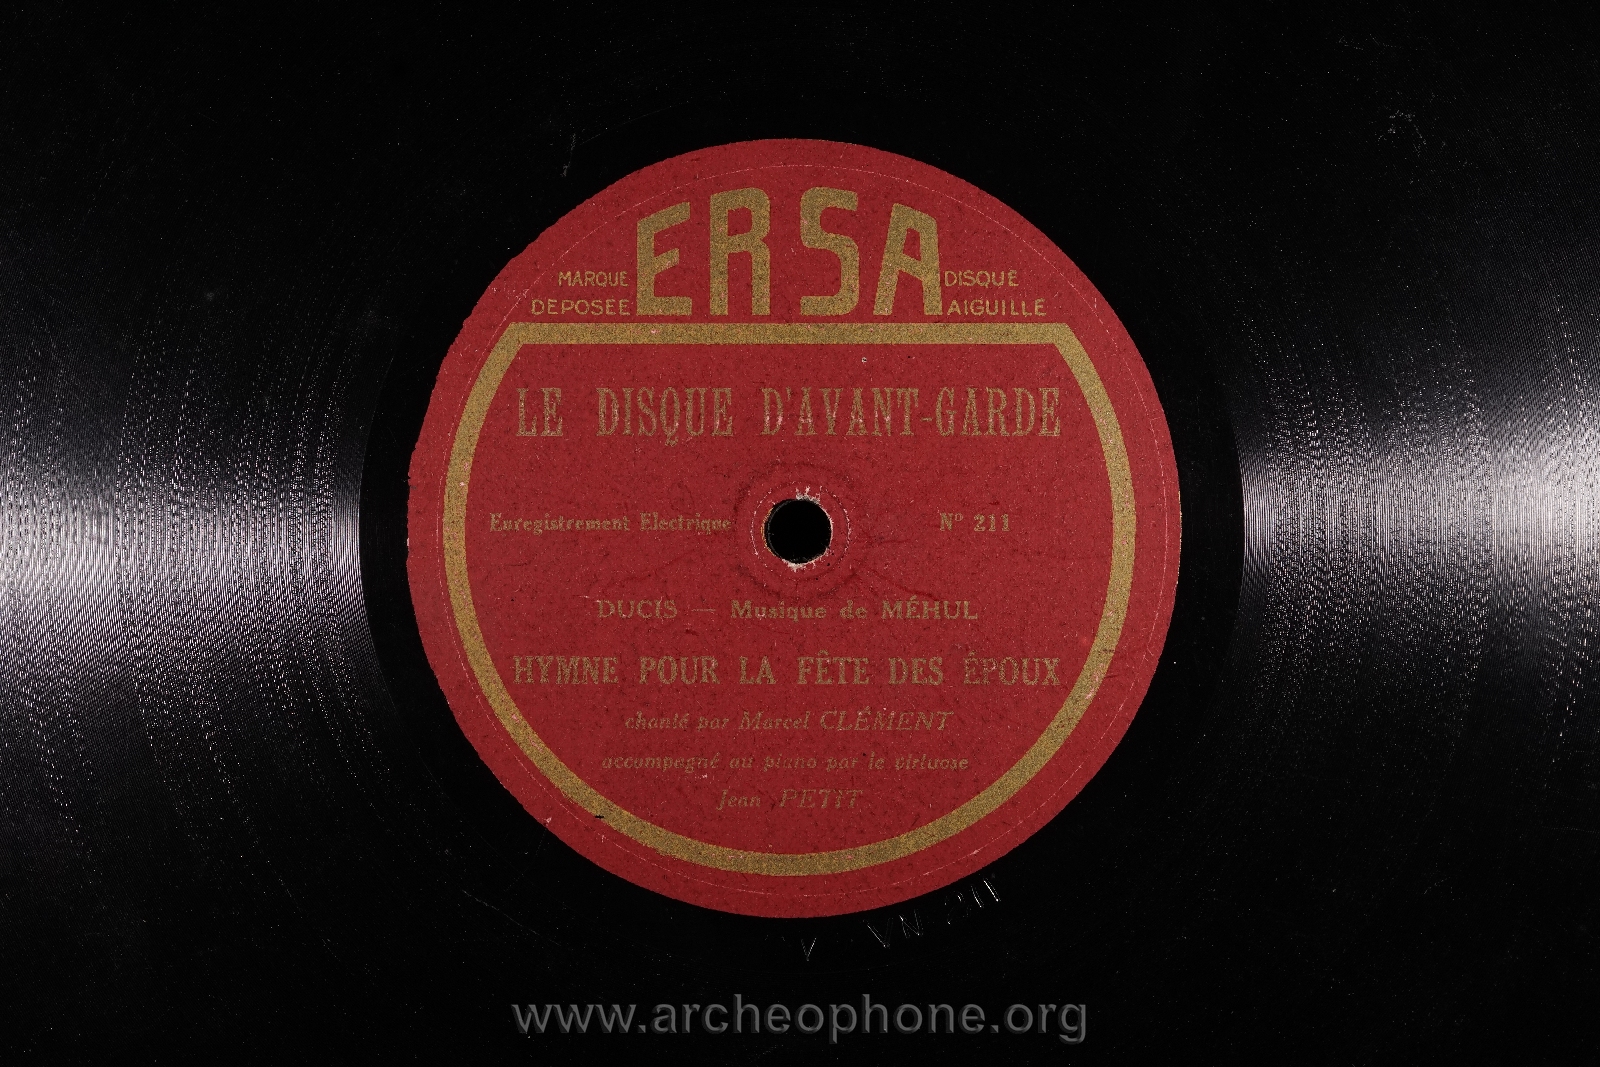 ERSA
MARQUE
DEPOSEE
DISQUE
AIGUILLE
LE DISQUE D'AVANT-GARDE
Enregistrement Electrique
Nº 211
DUCIS — Musique de MÉHUL
HYMNE POUR LA FÊTE DES ÉPOUX
chanté par Marcel CLÉMENT
accompagné au piano par le virtuose
Jean PETIT
www.archeophone.org